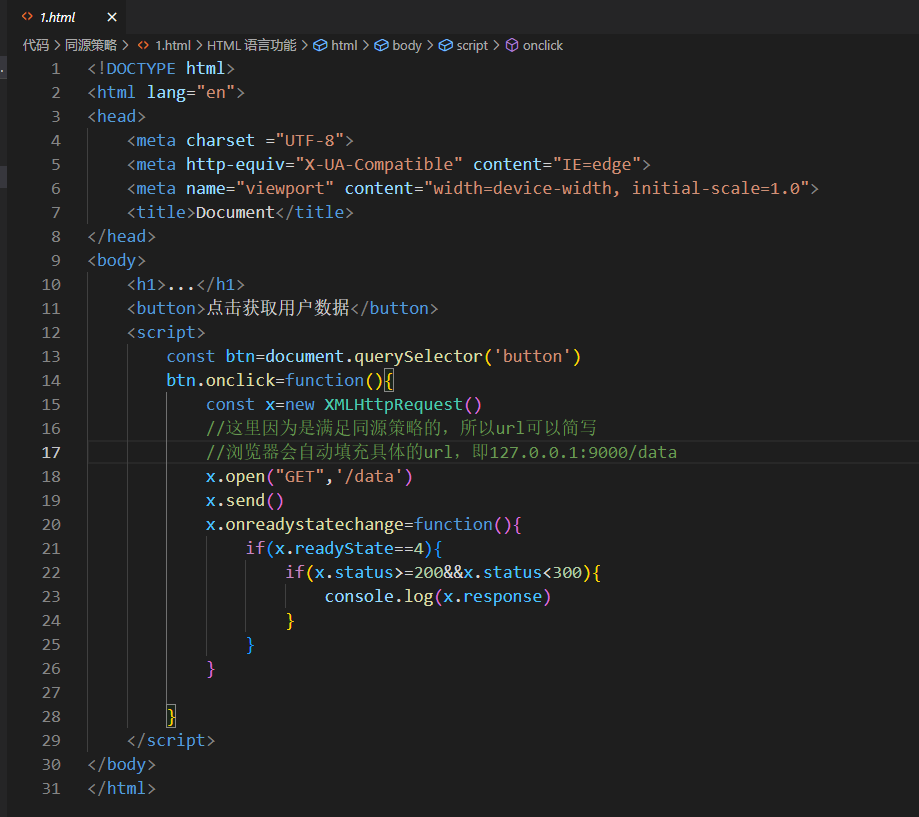 1.html
代码 > 同源策略 > 1.html > HTML 语言功能 > html > body > script > onclick
1 <!DOCTYPE html>
2 <html lang="en">
3 <head>
4     <meta charset ="UTF-8">
5     <meta http-equiv="X-UA-Compatible" content="IE=edge">
6     <meta name="viewport" content="width=device-width, initial-scale=1.0">
7     <title>Document</title>
8 </head>
9 <body>
10     <h1>...</h1>
11     <button>点击获取用户数据</button>
12     <script>
13         const btn=document.querySelector('button')
14         btn.onclick=function(){
15             const x=new XMLHttpRequest()
16             //这里因为是满足同源策略的，所以url可以简写
17             //浏览器会自动填充具体的url，即127.0.0.1:9000/data
18             x.open("GET",'/data')
19             x.send()
20             x.onreadystatechange=function(){
21                 if(x.readyState==4){
22                     if(x.status>=200&&x.status<300){
23                         console.log(x.response)
24                     }
25                 }
26             }
27
28         }
29     </script>
30 </body>
31 </html>